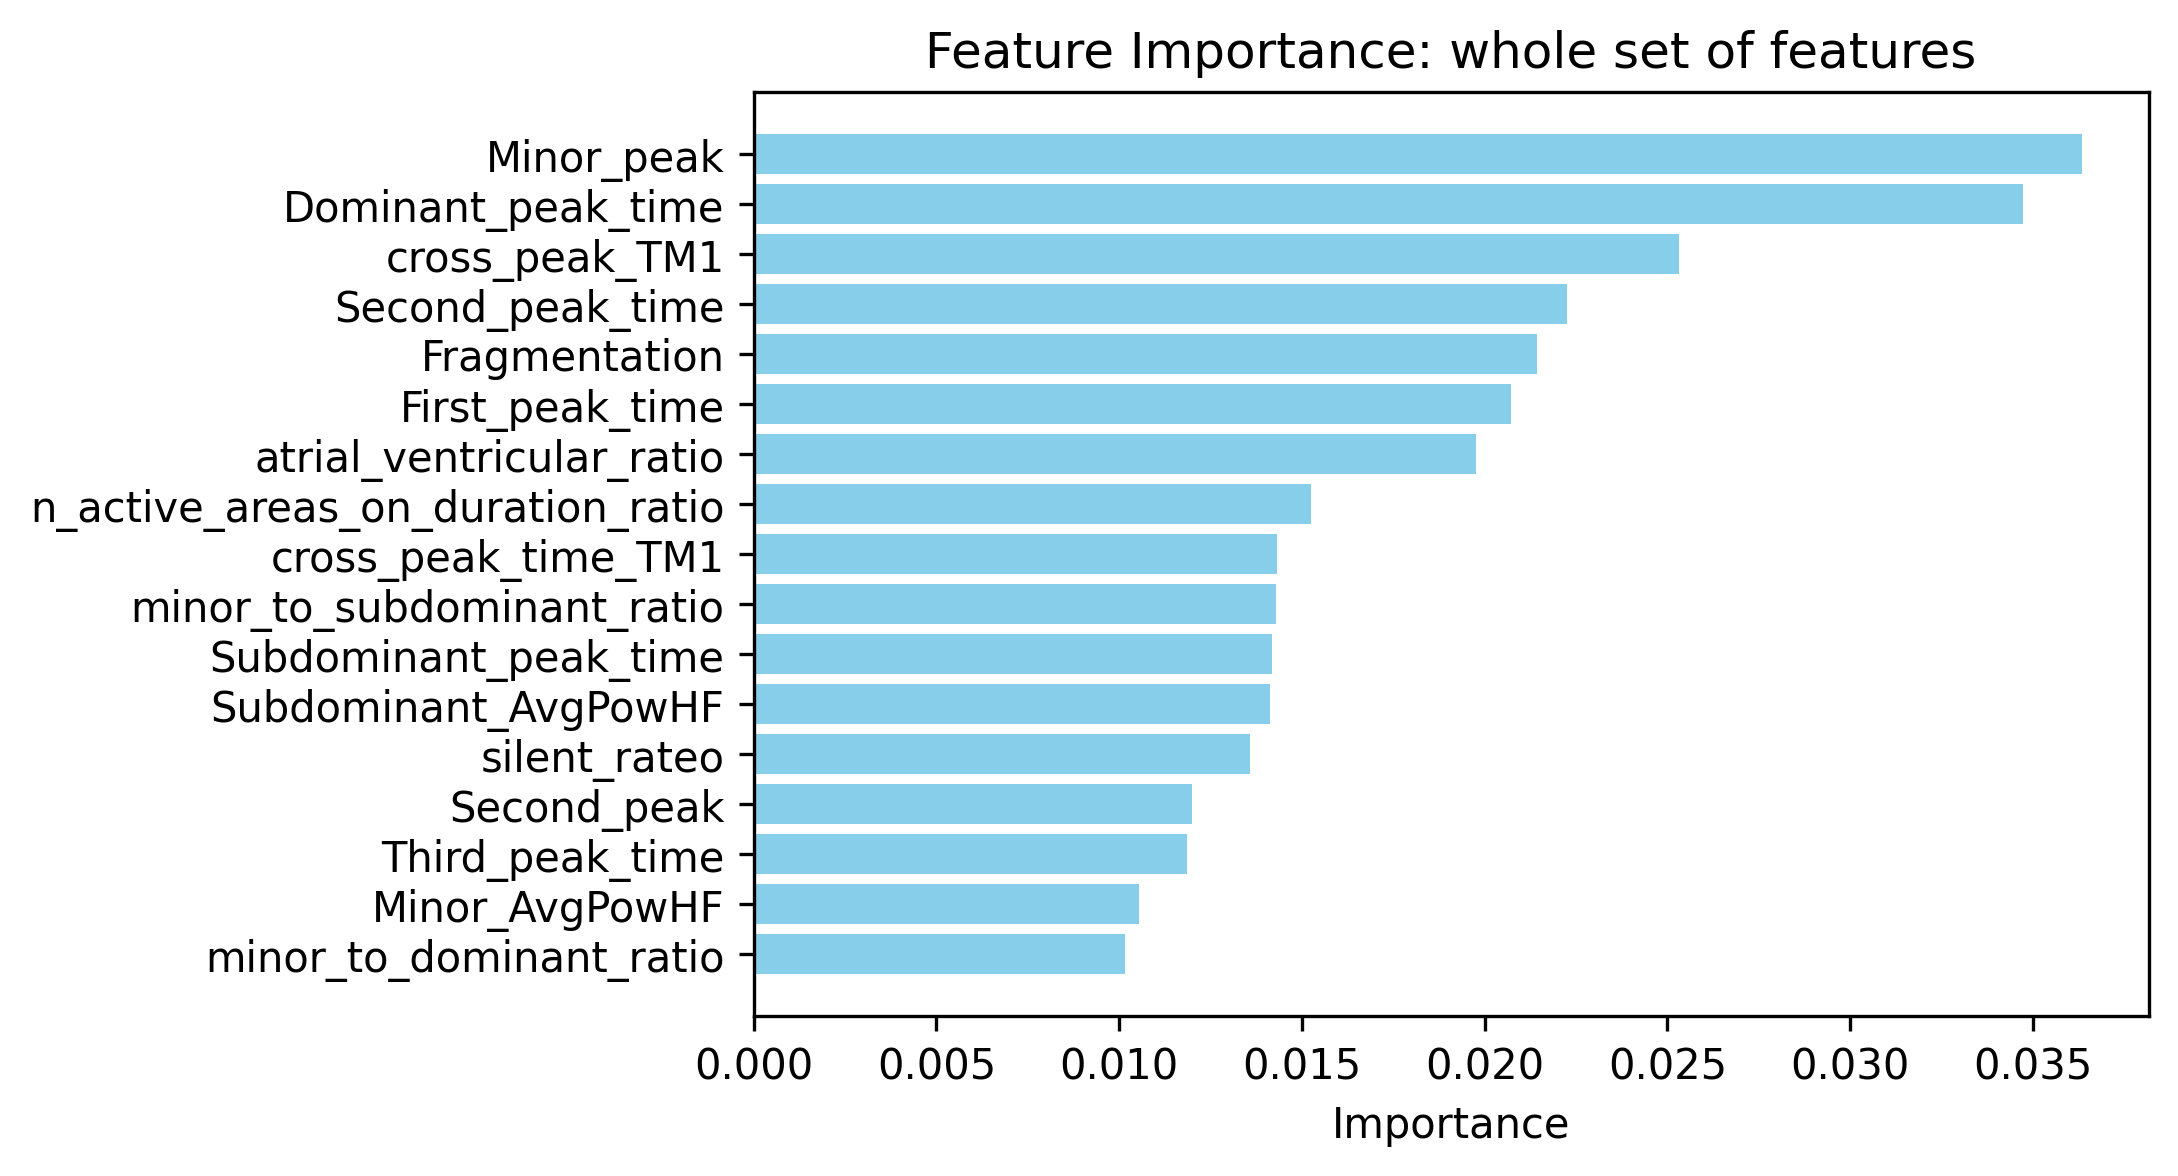 Feature Importance: whole set of features
Minor_peak
Dominant_peak_time
cross_peak_TM1
Second_peak_time
Fragmentation
First_peak_time
atrial_ventricular_ratio
n_active_areas_on_duration_ratio
cross_peak_time_TM1
minor_to_subdominant_ratio
Subdominant_peak_time
Subdominant_AvgPowHF
silent_rateo
Second_peak
Third_peak_time
Minor_AvgPowHF
minor_to_dominant_ratio
0.000 0.005 0.010 0.015 0.020 0.025 0.030 0.035
Importance